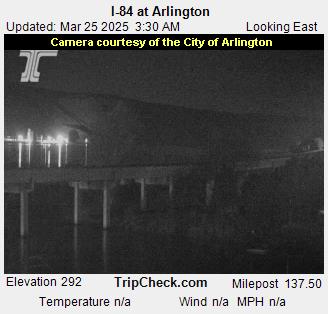 I-84 at Arlington
Updated: Mar 25 2025 3:30 AM Looking East
Camera courtesy of the City of Arlington
Elevation 292 TripCheck.com Milepost 137.50
Temperature n/a Wind n/a MPH n/a